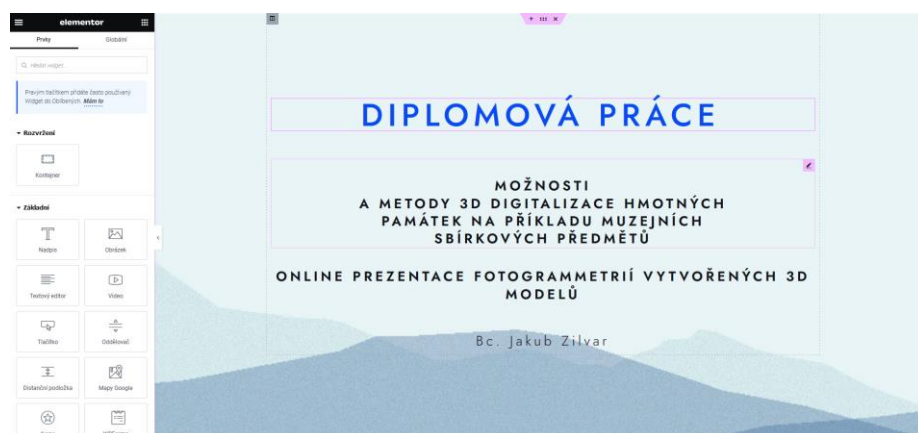 elementor
Prvky
Globální
Hledat widget...
Pravým tlačítkem přidáte často používaný
Widget do Oblíbených. Mám to
Rozvržení
Kontejner
Základní
Nadpis
Obrázek
Textový editor
Video
Tlačítko
Oddělovač
Distanční podložka
Mapy Google
DIPLOMOVÁ PRÁCE
MOŽNOSTI
A METODY 3D DIGITALIZACE HMOTNÝCH
PAMÁTEK NA PŘÍKLADU MUZEJNÍCH
SBÍRKOVÝCH PŘEDMĚTŮ
ONLINE PREZENTACE FOTOGRAMMETRIÍ VYTVOŘENÝCH 3D
MODELŮ
Bc. Jakub Zilvar